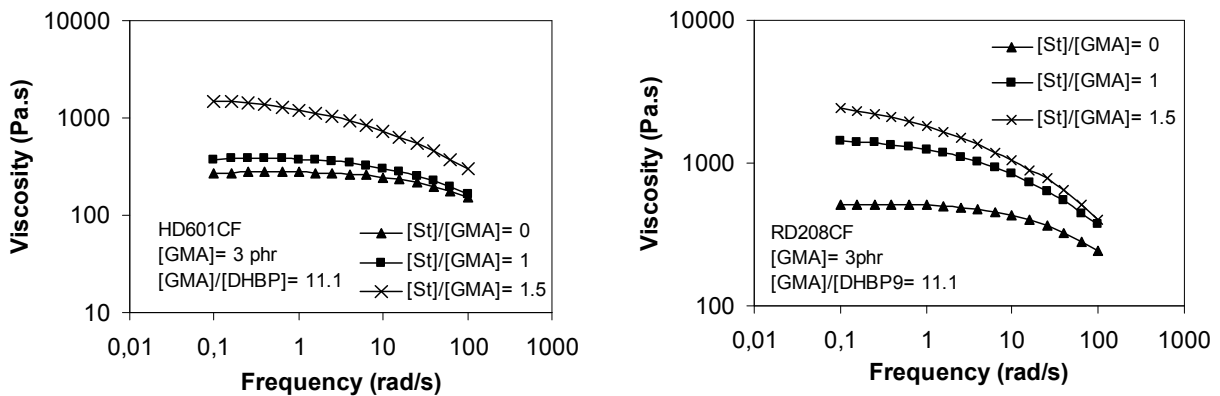 10000
1000
100
10
Viscosity (Pa.s)
HD601CF
[GMA]= 3 phr
[GMA]/[DHBP]= 11.1
[St]/[GMA]= 0
[St]/[GMA]= 1
[St]/[GMA]= 1.5
0,01 0,1 1 10 100 1000
Frequency (rad/s)
10000
1000
100
Viscosity (Pa.s)
[St]/[GMA]= 0
[St]/[GMA]= 1
[St]/[GMA]= 1.5
RD208CF
[GMA]= 3phr
[GMA]/[DHBP9= 11.1
0,01 0,1 1 10 100 1000
Frequency (rad/s)